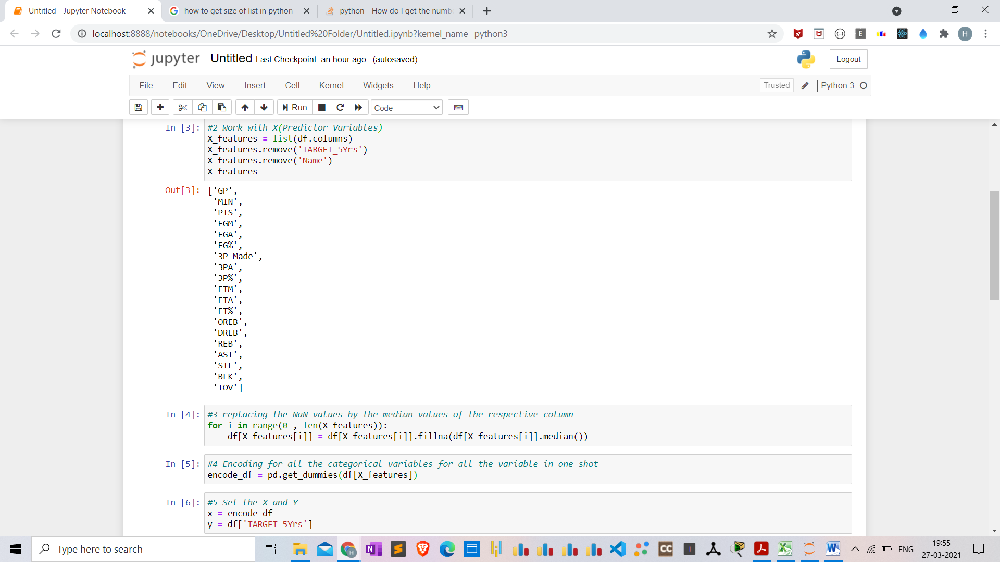 Untitled - Jupyter Notebook
how to get size of list in python -
python - How do I get the numbe
localhost:8888/notebooks/OneDrive/Desktop/Untitled%20Folder/Untitled.ipynb?kernel_name=python3
E
H
jupyter Untitled Last Checkpoint: an hour ago (autosaved)
Logout
File Edit View Insert Cell Kernel Widgets Help
Trusted
Python 3
Run
Code
In [3]: #2 Work with X(Predictor Variables)
X_features = list(df.columns)
X_features.remove('TARGET_5Yrs')
X_features.remove('Name')
X_features
Out[3]: ['GP',
'MIN',
'PTS',
'FGM',
'FGA',
'FG%',
'3P Made',
'3PA',
'3P%',
'FTM',
'FTA',
'FT%',
'OREB',
'DREB',
'REB',
'AST',
'STL',
'BLK',
'TOV']
In [4]: #3 replacing the NaN values by the median values of the respective column
for i in range(0 , len(X_features)):
    df[X_features[i]] = df[X_features[i]].fillna(df[X_features[i]].median())
In [5]: #4 Encoding for all the categorical variables for all the variable in one shot
encode_df = pd.get_dummies(df[X_features])
In [6]: #5 Set the X and Y
x = encode_df
y = df['TARGET_5Yrs']
Type here to search
ENG
19:55
27-03-2021